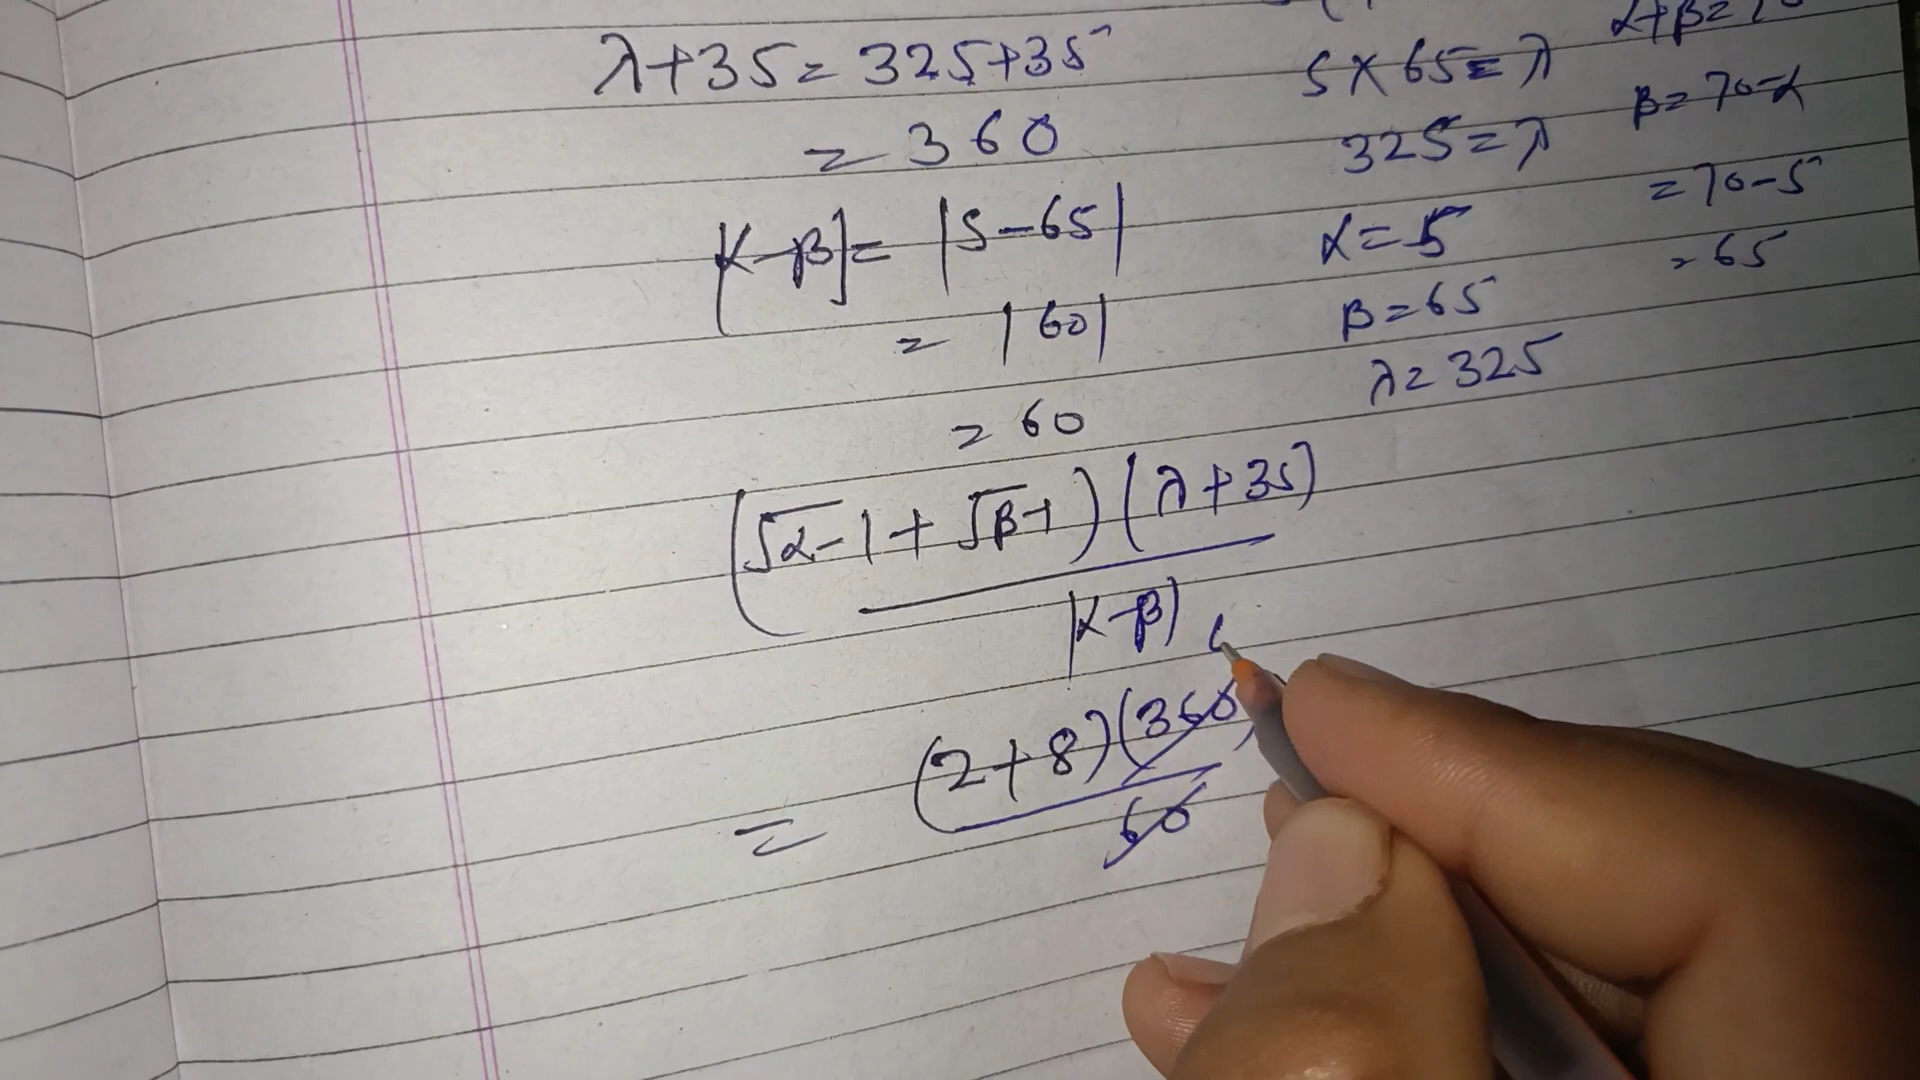 λ+35 = 325+35
= 360
|α-β| = |5-65|
= |60|
= 60
(√α-1 + √β-1) (λ+35)
|α-β|
= (2+8)(360)
60
α+β=70
5×65=λ
β=70-α
325=λ
=70-5
α=5
=65
β=65
λ=325